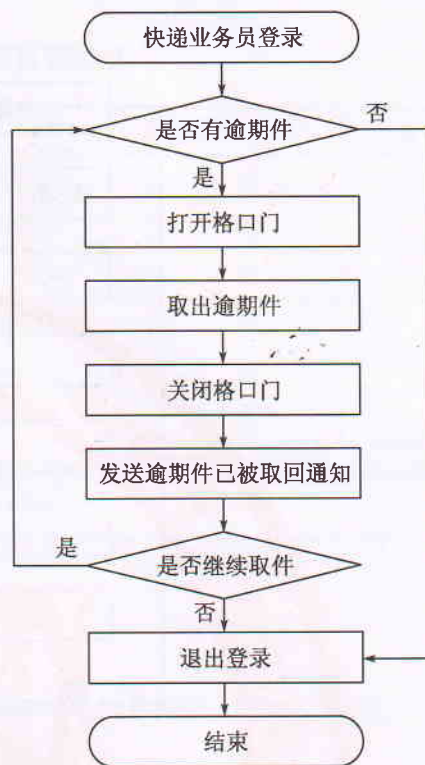 快递业务员登录
是否有逾期件
否
是
打开格口门
取出逾期件
关闭格口门
发送逾期件已被取回通知
是
是否继续取件
否
退出登录
结束